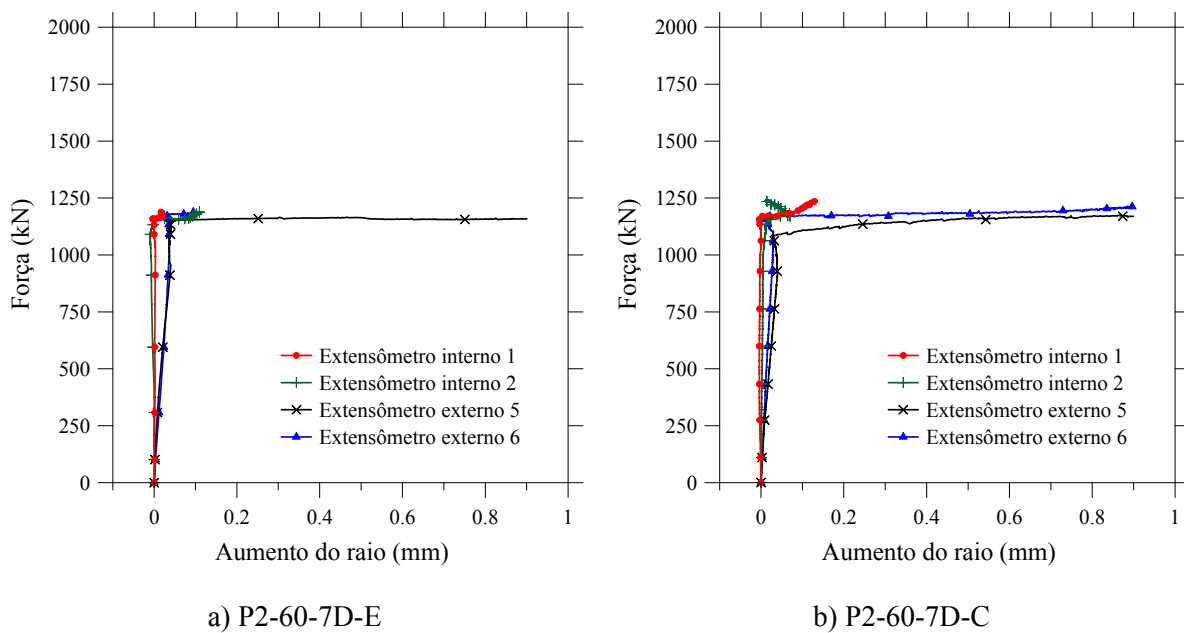 2000
1750
1500
1250
1000
750
500
250
0
Força (kN)
0 0.2 0.4 0.6 0.8 1
Aumento do raio (mm)
Extensômetro interno 1
Extensômetro interno 2
Extensômetro externo 5
Extensômetro externo 6
a) P2-60-7D-E
2000
1750
1500
1250
1000
750
500
250
0
Força (kN)
0 0.2 0.4 0.6 0.8 1
Aumento do raio (mm)
Extensômetro interno 1
Extensômetro interno 2
Extensômetro externo 5
Extensômetro externo 6
b) P2-60-7D-C